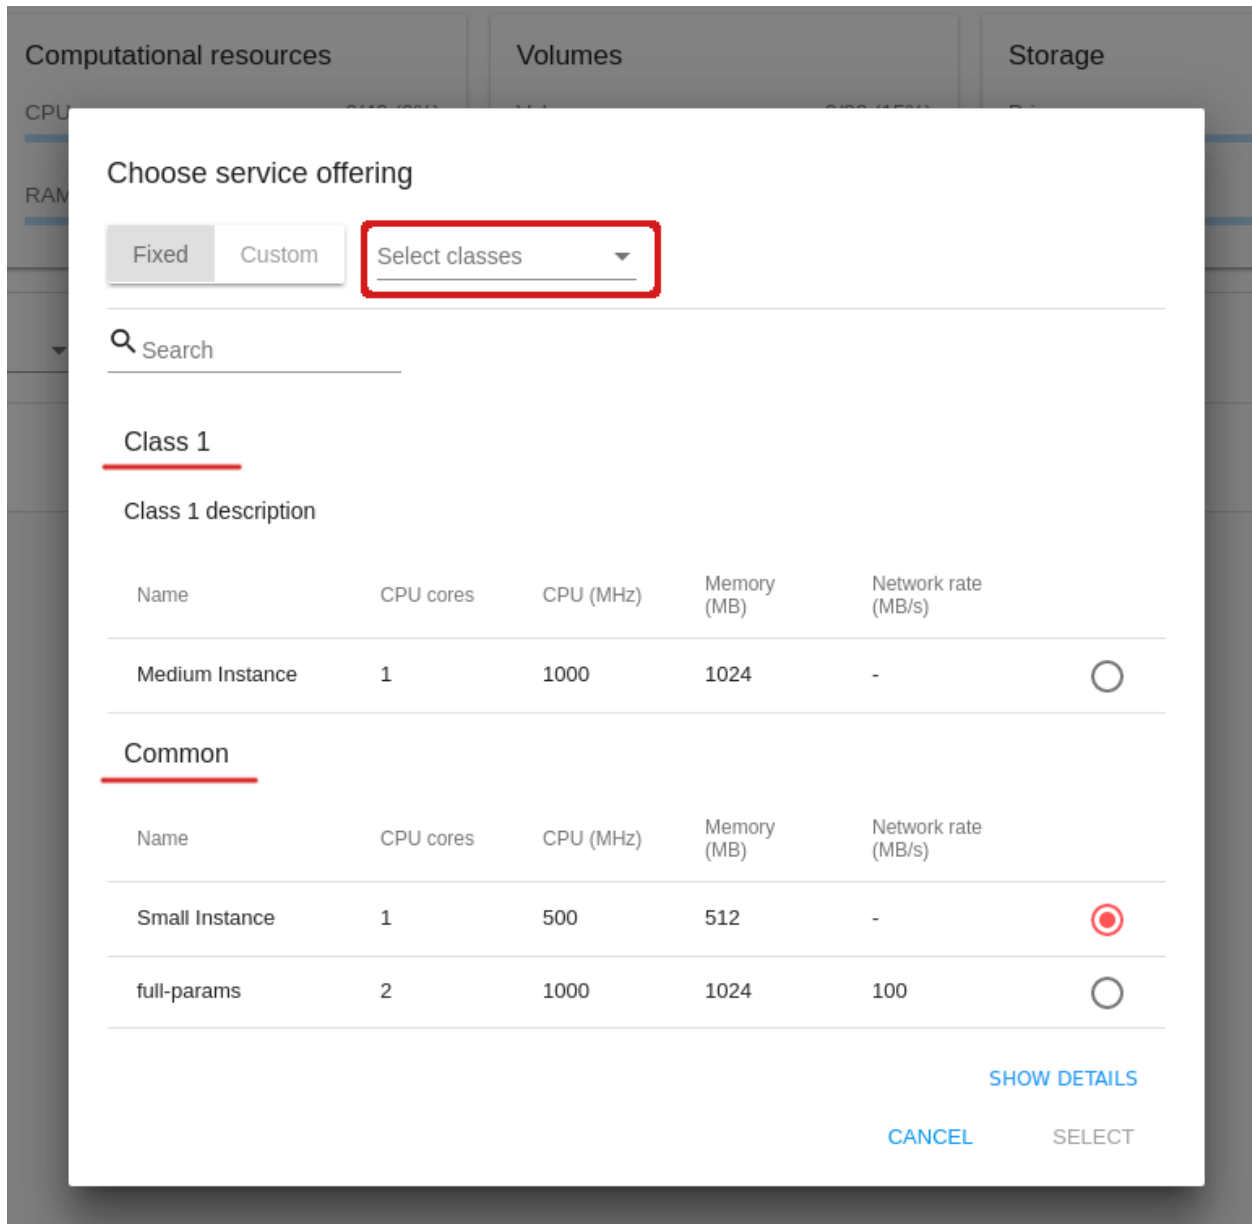 Computational resources
Volumes
Storage
CPU
RAM
Choose service offering
Fixed
Custom
Select classes
Search
Class 1
Class 1 description
Name
CPU cores
CPU (MHz)
Memory
(MB)
Network rate
(MB/s)
Medium Instance
1
1000
1024
-
Common
Name
CPU cores
CPU (MHz)
Memory
(MB)
Network rate
(MB/s)
Small Instance
1
500
512
-
full-params
2
1000
1024
100
SHOW DETAILS
CANCEL
SELECT